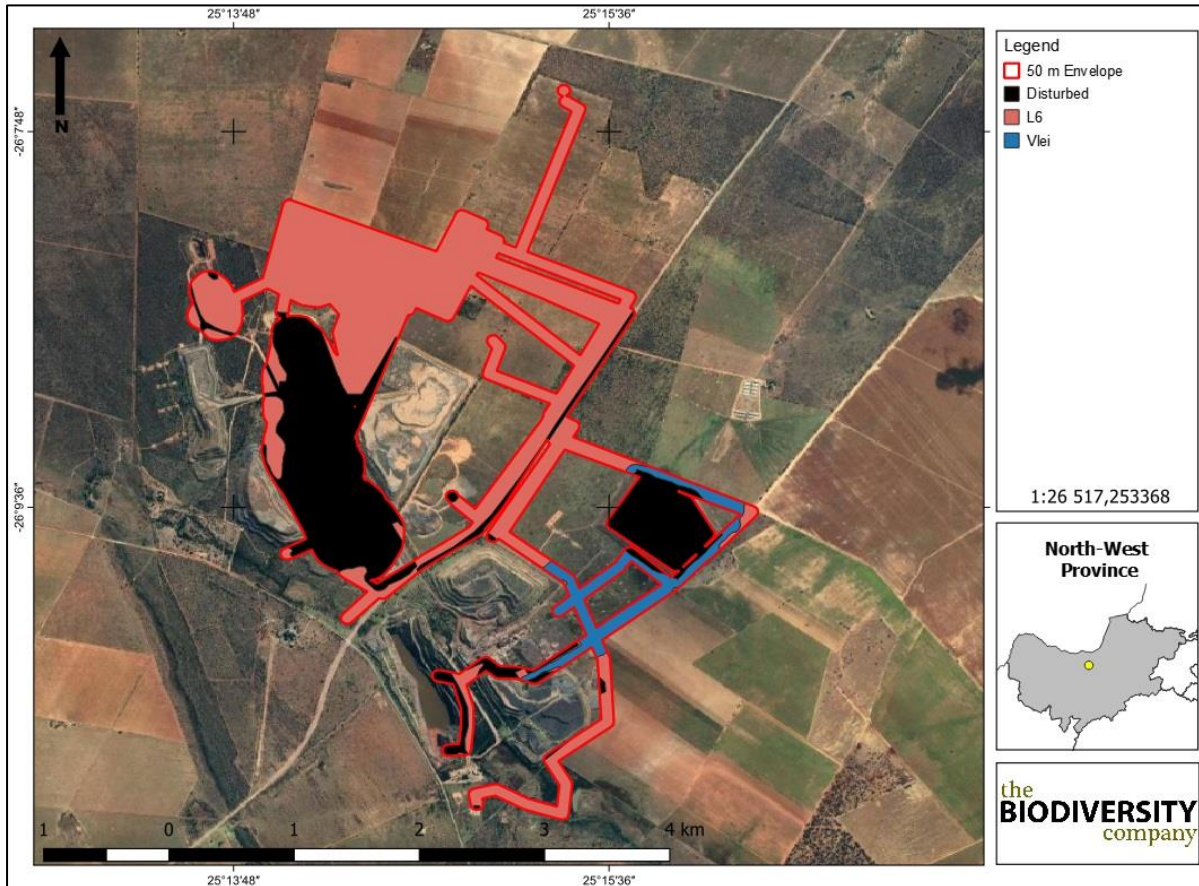 25°13'48" 25°15'36"
N
-26°7'48"
-26°9'36"
1 0 1 2 3 4 km
25°13'48" 25°15'36"
Legend
50 m Envelope
Disturbed
L6
Vlei
1:26 517,253368
North-West
Province
the
BIODIVERSITY
company